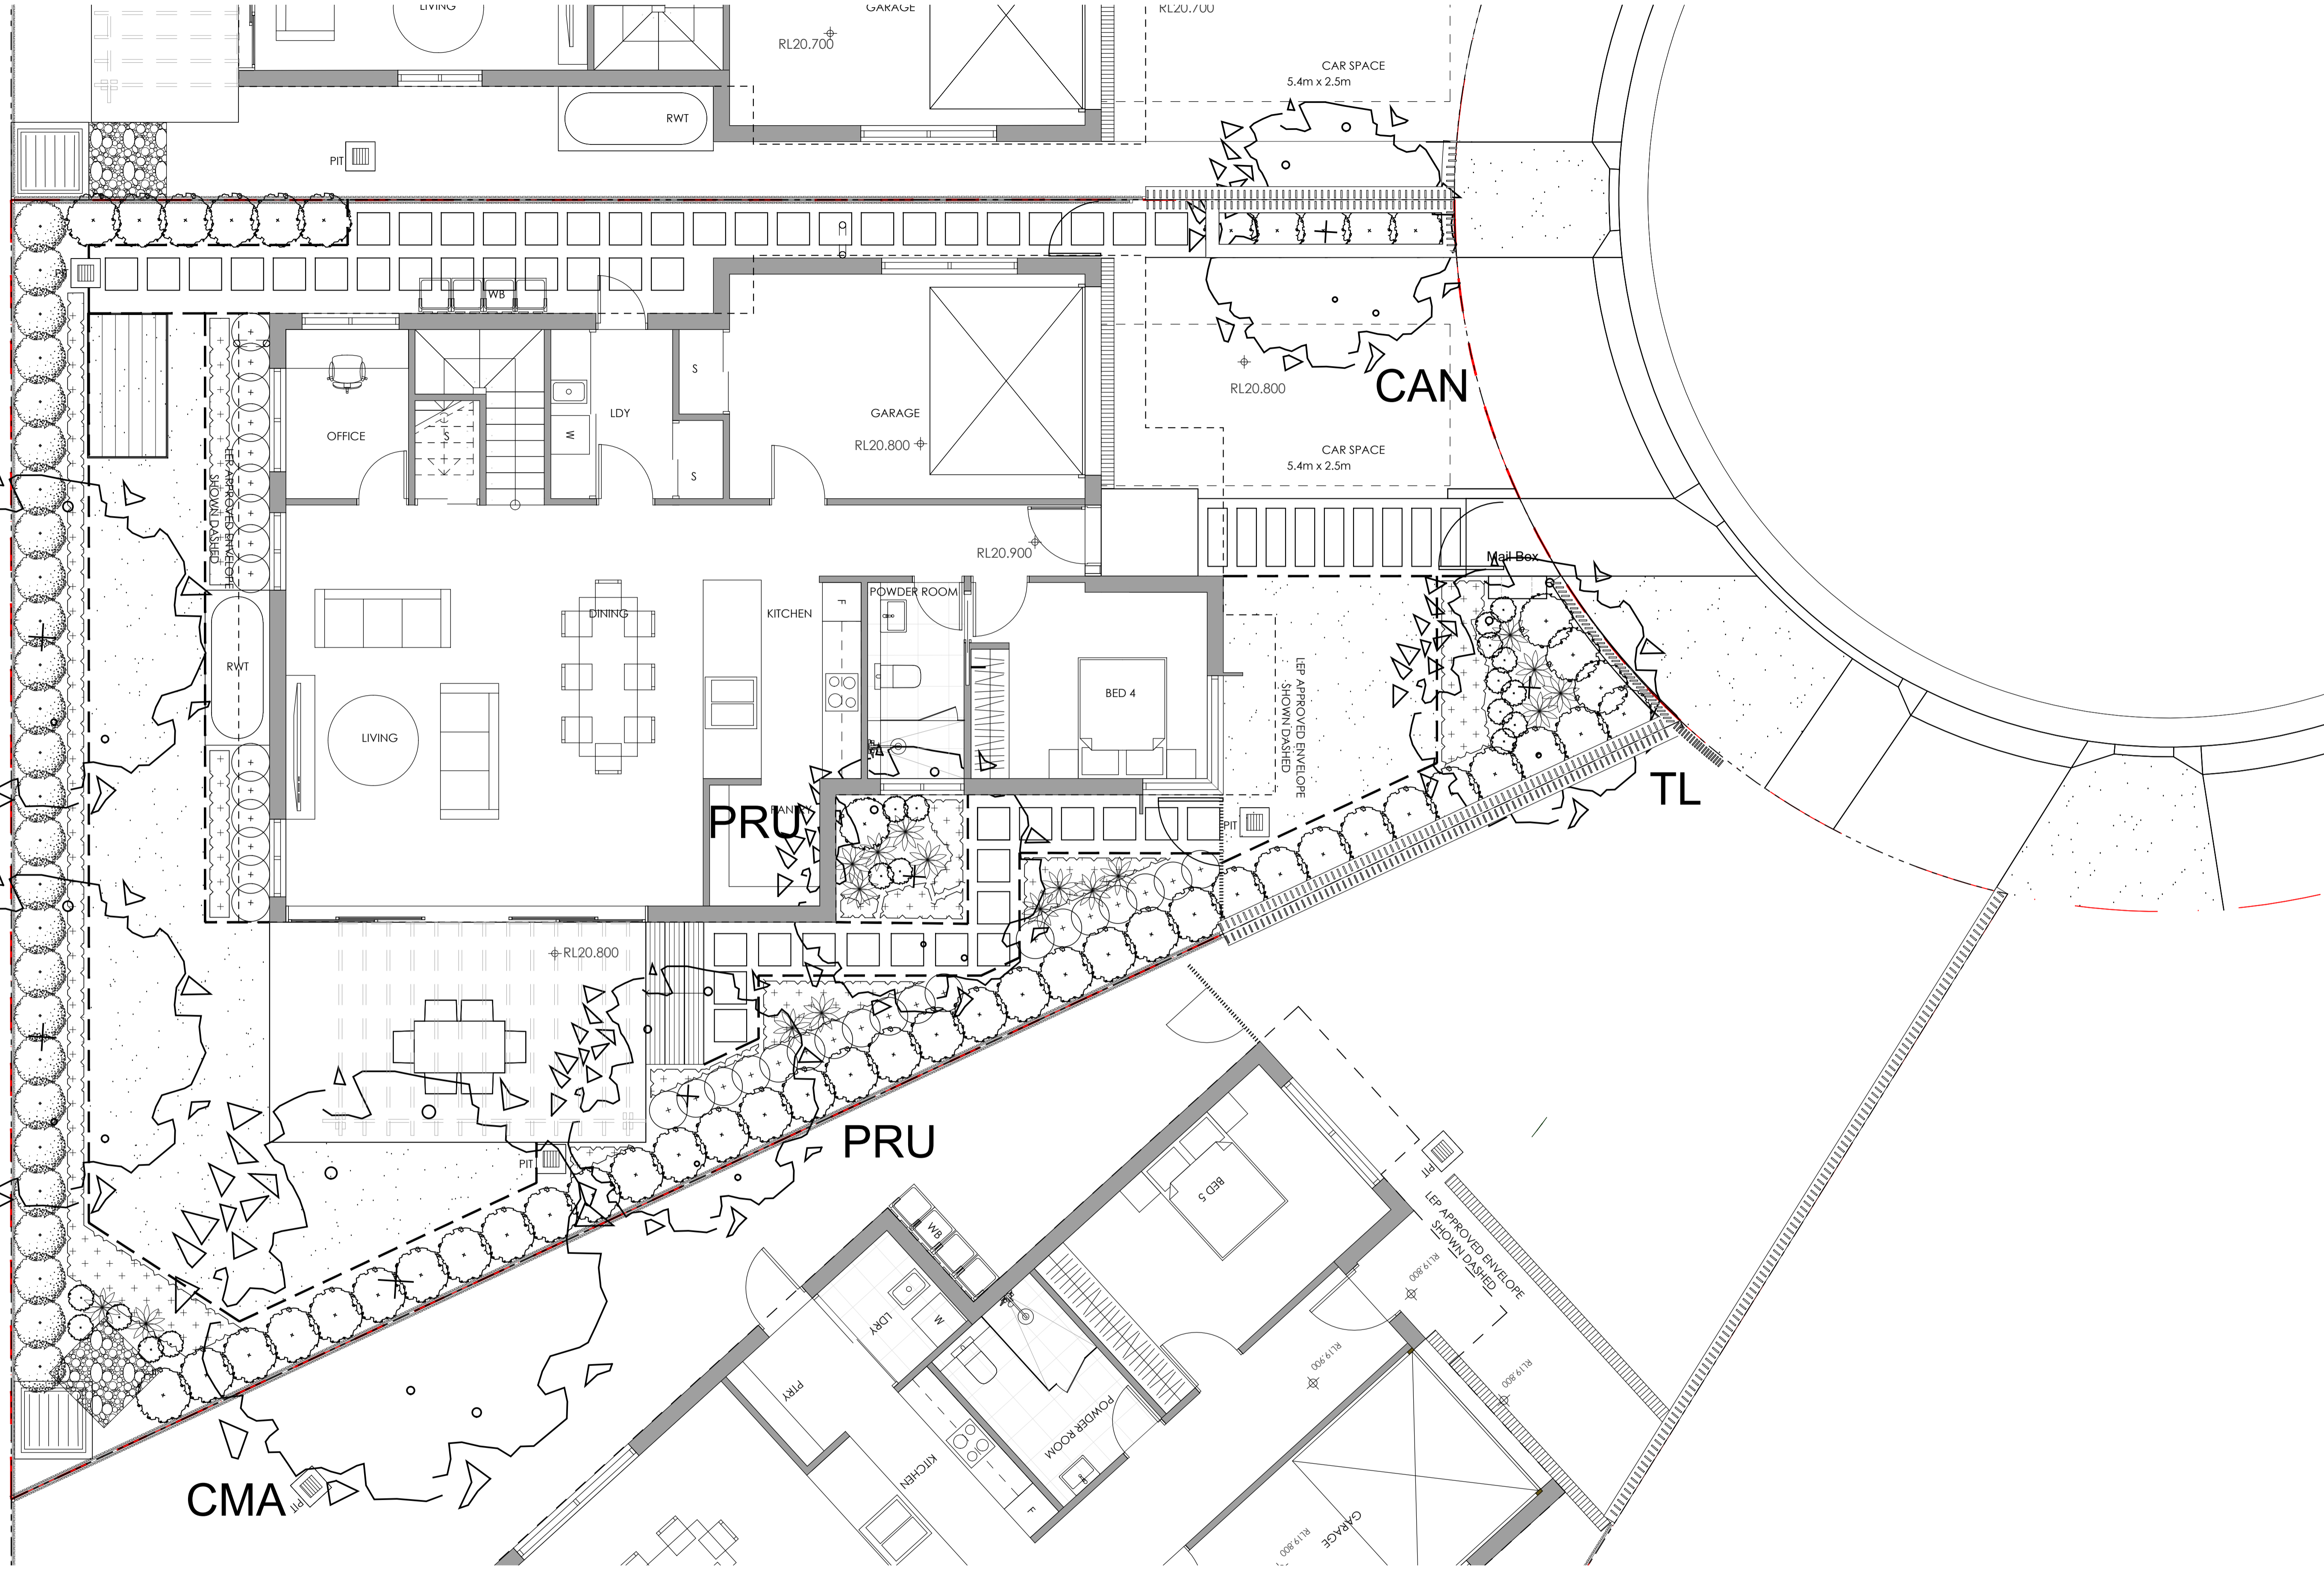 LIVING
GARAGE
RL20.700
RL20.700
CAR SPACE
5.4m x 2.5m
RWT
PIT
PIT
WB
S
LDY
W
S
S
OFFICE
GARAGE
RL20.800
RL20.800
CAN
CAR SPACE
5.4m x 2.5m
LEP APPROVED ENVELOPE
SHOWN DASHED
RL20.900
Mail Box
POWDER ROOM
DINING
KITCHEN
F
RWT
BED 4
LIVING
LEP APPROVED ENVELOPE
SHOWN DASHED
TL
PANTRY
PRU
PIT
RL20.800
PRU
PIT
BED 5
PIT
LEP APPROVED ENVELOPE
SHOWN DASHED
WB
RL19.800
LDRY
W
RL19.900
RL19.800
PTRY
POWDER ROOM
KITCHEN
F
CMA
PIT
GARAGE
RL19.800